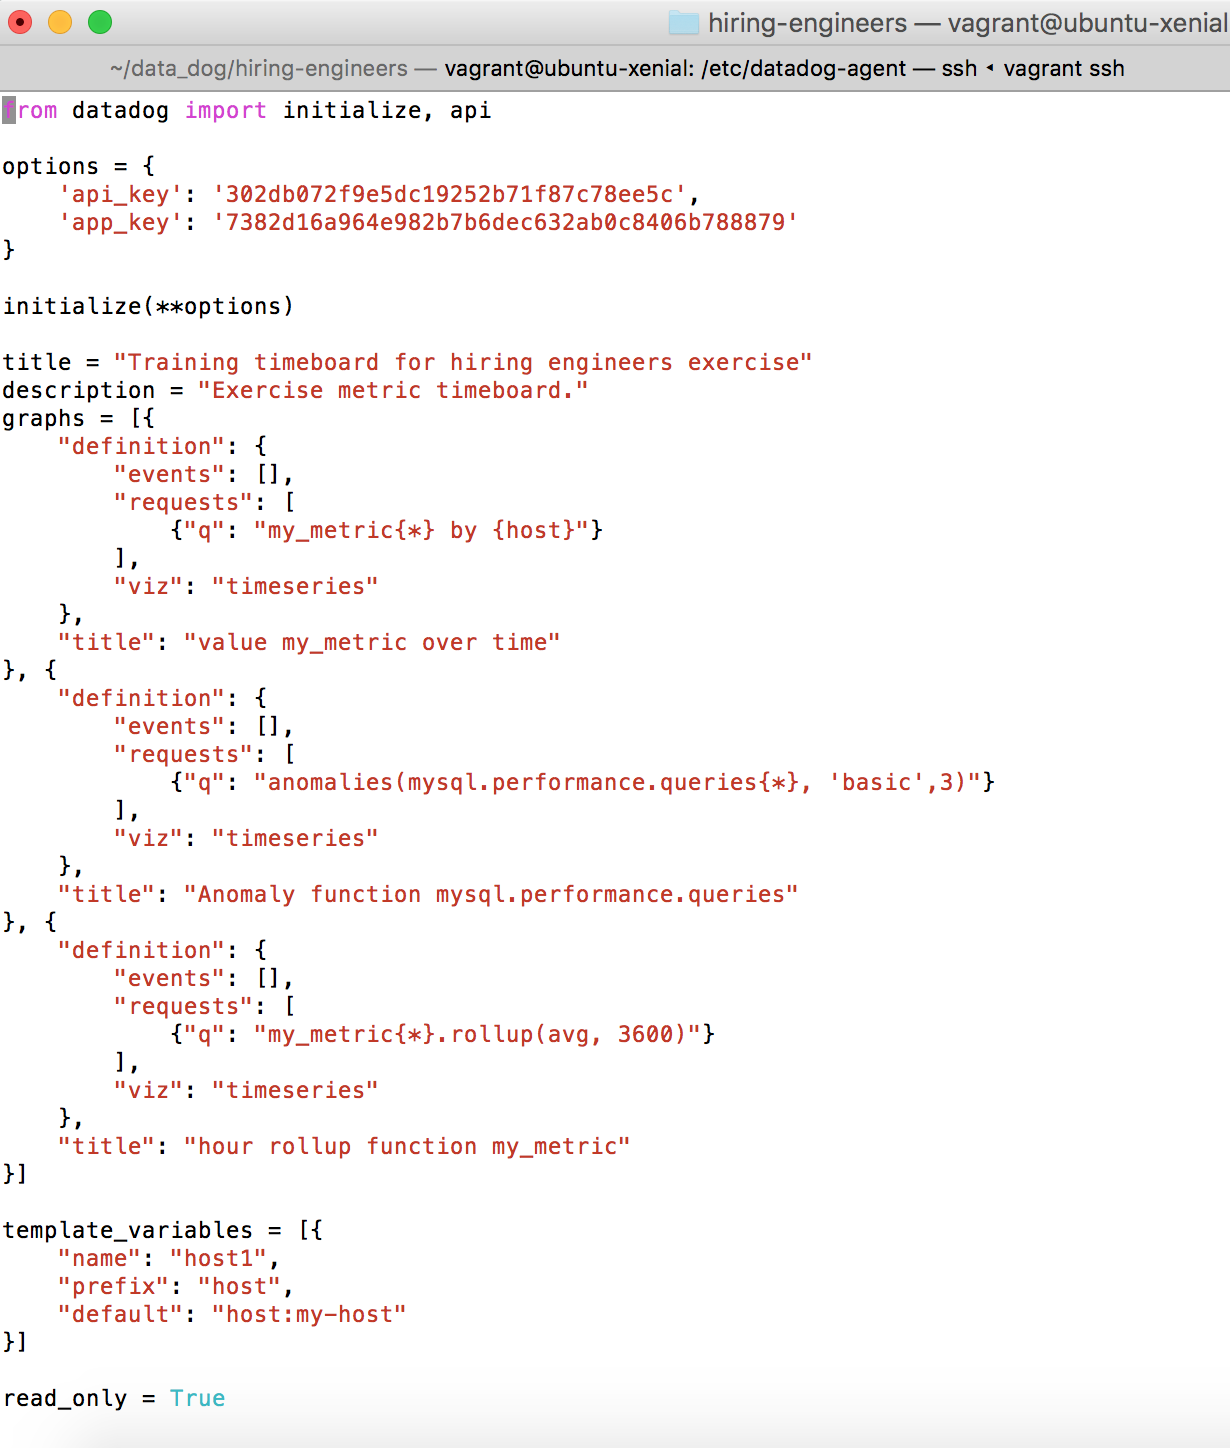 hiring-engineers — vagrant@ubuntu-xenial
~/data_dog/hiring-engineers — vagrant@ubuntu-xenial: /etc/datadog-agent — ssh ◂ vagrant ssh
from datadog import initialize, api
options = {
    'api_key': '302db072f9e5dc19252b71f87c78ee5c',
    'app_key': '7382d16a964e982b7b6dec632ab0c8406b788879'
}
initialize(**options)
title = "Training timeboard for hiring engineers exercise"
description = "Exercise metric timeboard."
graphs = [{
    "definition": {
        "events": [],
        "requests": [
            {"q": "my_metric{*} by {host}"}
        ],
        "viz": "timeseries"
    },
    "title": "value my_metric over time"
}, {
    "definition": {
        "events": [],
        "requests": [
            {"q": "anomalies(mysql.performance.queries{*}, 'basic',3)"}
        ],
        "viz": "timeseries"
    },
    "title": "Anomaly function mysql.performance.queries"
}, {
    "definition": {
        "events": [],
        "requests": [
            {"q": "my_metric{*}.rollup(avg, 3600)"}
        ],
        "viz": "timeseries"
    },
    "title": "hour rollup function my_metric"
}]
template_variables = [{
    "name": "host1",
    "prefix": "host",
    "default": "host:my-host"
}]
read_only = True